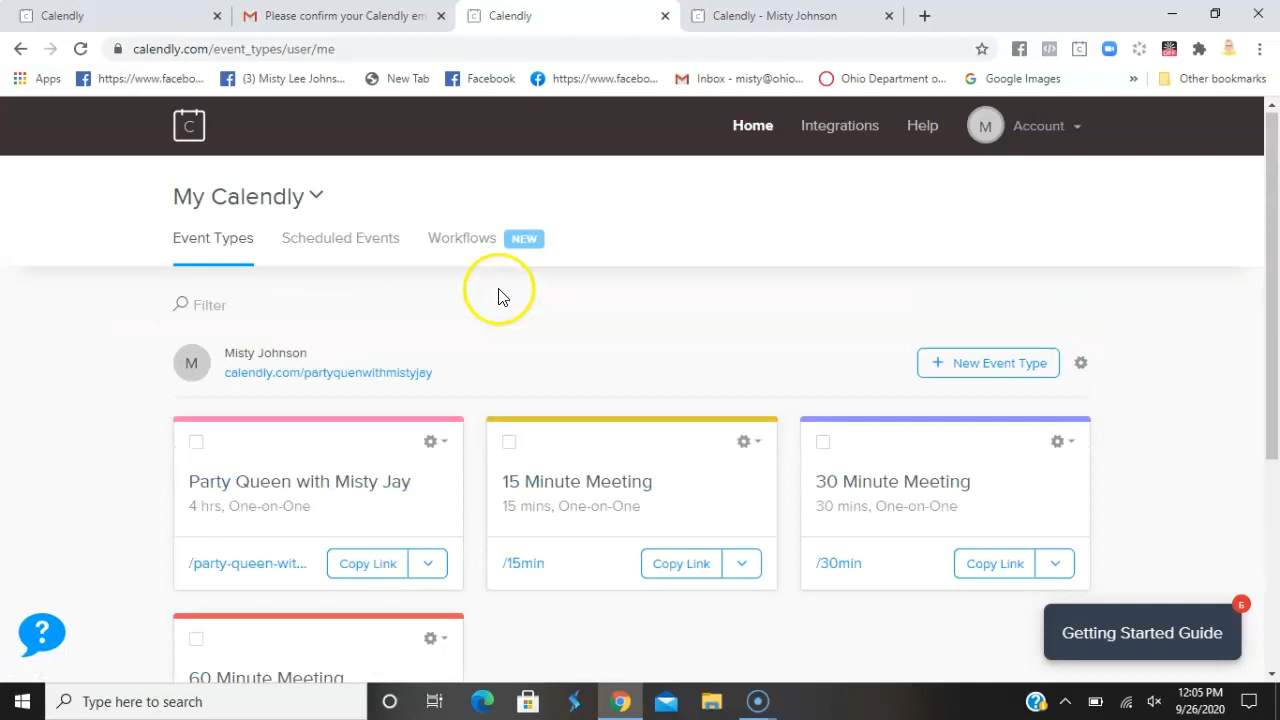 Calendly
Please confirm your Calendly em
Calendly
Calendly - Misty Johnson
calendly.com/event_types/user/me
Apps
https://www.facebo...
(3) Misty Lee Johns...
New Tab
Facebook
https://www.facebo...
Inbox - misty@ohio...
Ohio Department o...
Google Images
»
Other bookmarks
C
Home
Integrations
Help
M
Account
My Calendly
Event Types
Scheduled Events
Workflows
NEW
Filter
M
Misty Johnson
calendly.com/partyquenwithmistyjay
+ New Event Type
Party Queen with Misty Jay
4 hrs, One-on-One
/party-queen-wit...
Copy Link
15 Minute Meeting
15 mins, One-on-One
/15min
Copy Link
30 Minute Meeting
30 mins, One-on-One
/30min
Copy Link
60 Minute Meeting
?
6
Getting Started Guide
Type here to search
12:05 PM
9/26/2020